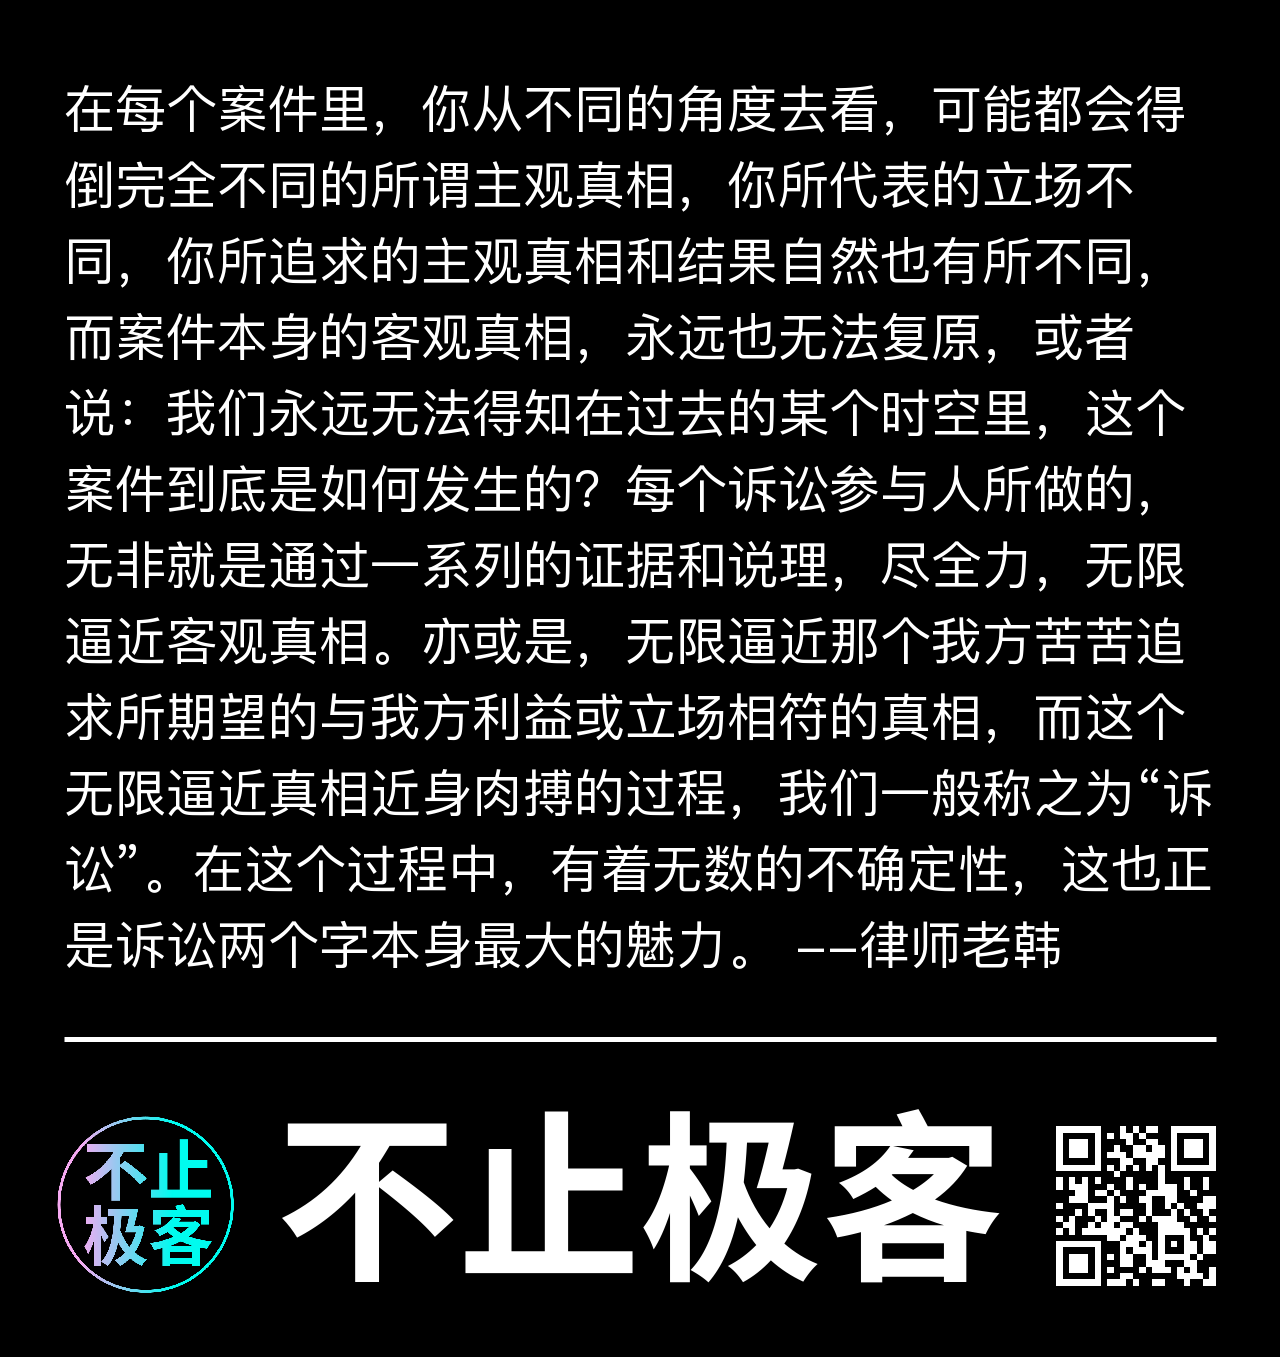 在每个案件里，你从不同的角度去看，可能都会得
倒完全不同的所谓主观真相，你所代表的立场不
同，你所追求的主观真相和结果自然也有所不同，
而案件本身的客观真相，永远也无法复原，或者
说：我们永远无法得知在过去的某个时空里，这个
案件到底是如何发生的？每个诉讼参与人所做的，
无非就是通过一系列的证据和说理，尽全力，无限
逼近客观真相。亦或是，无限逼近那个我方苦苦追
求所期望的与我方利益或立场相符的真相，而这个
无限逼近真相近身肉搏的过程，我们一般称之为“诉
讼”。在这个过程中，有着无数的不确定性，这也正
是诉讼两个字本身最大的魅力。 --律师老韩
不止
极客
不止极客